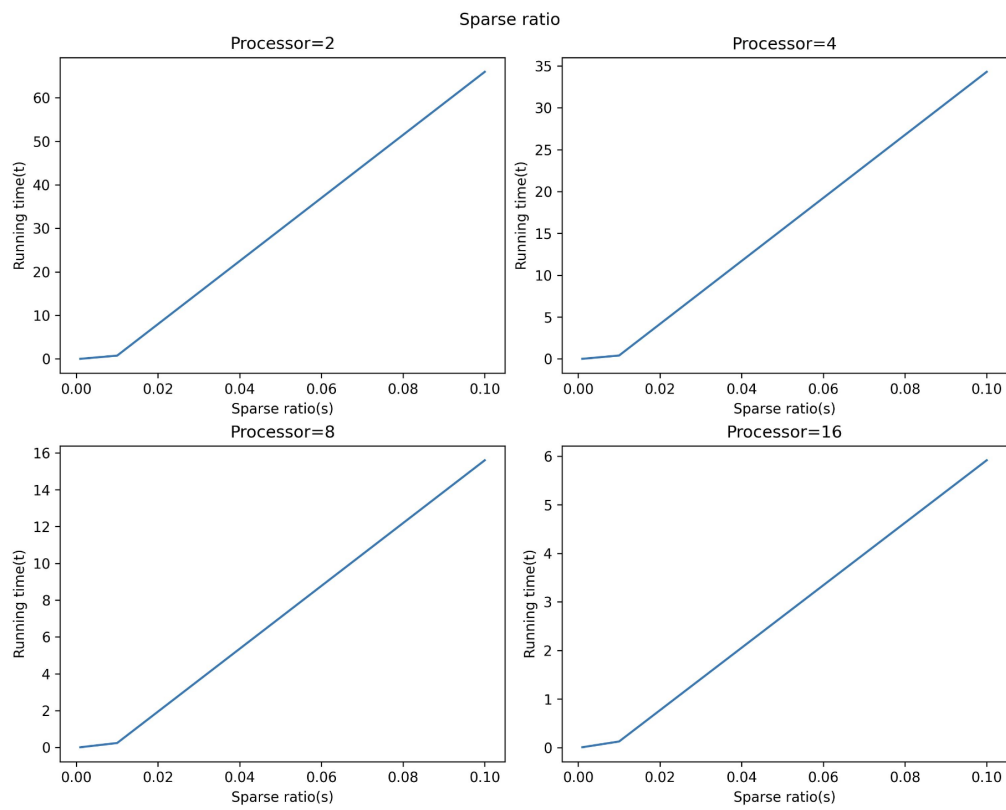 Sparse ratio
Processor=2
Running time(t)
60
50
40
30
20
10
0
0.00 0.02 0.04 0.06 0.08 0.10
Sparse ratio(s)
Processor=4
Running time(t)
35
30
25
20
15
10
5
0
0.00 0.02 0.04 0.06 0.08 0.10
Sparse ratio(s)
Processor=8
Running time(t)
16
14
12
10
8
6
4
2
0
0.00 0.02 0.04 0.06 0.08 0.10
Sparse ratio(s)
Processor=16
Running time(t)
6
5
4
3
2
1
0
0.00 0.02 0.04 0.06 0.08 0.10
Sparse ratio(s)